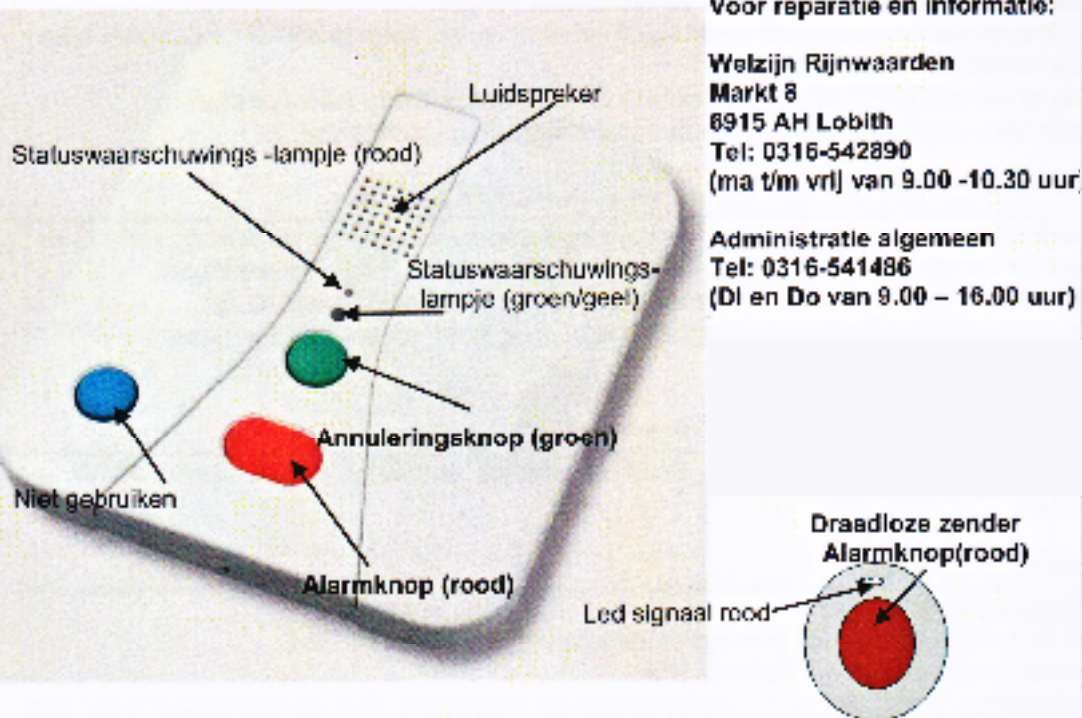 Voor reparatie en informatie:
Welzijn Rijnwaarden
Markt 8
6915 AH Lobith
Tel: 0316-542890
(ma t/m vrij van 9.00 -10.30 uur)
Administratie algemeen
Tel: 0316-541486
(Di en Do van 9.00 – 16.00 uur)
Luidspreker
Statuswaarschuwings -lampje (rood)
Statuswaarschuwings-
lampje (groen/geel)
Annuleringsknop (groen)
Niet gebruiken
Alarmknop (rood)
Draadloze zender
Alarmknop(rood)
Led signaal rood